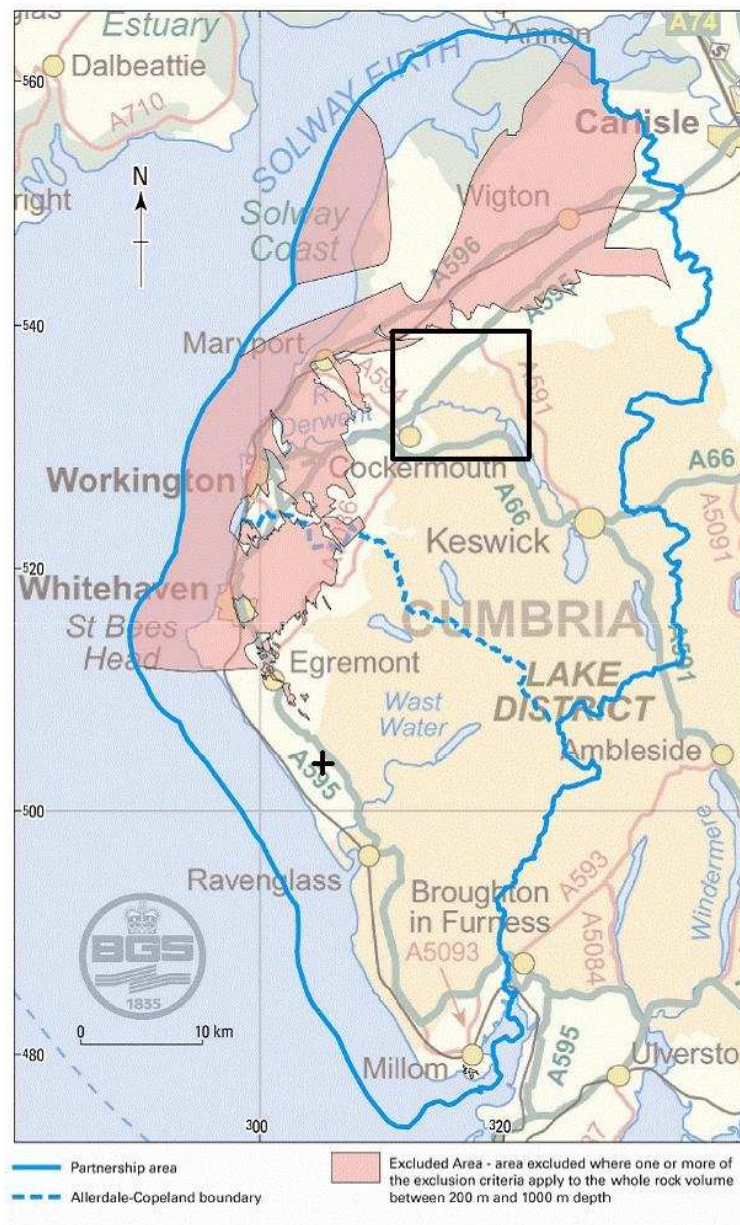 Estuary
Annan
A74
Dalbeattie
560
A710
SOLWAY FIRTH
Carlisle
N
right
Wigton
Solway
Coast
A596
A595
540
Maryport
A594
R
Derwent
A591
Workington
Cockermouth
A66
A66
A5091
Keswick
520
Whitehaven
St Bees
Head
CUMBRIA
A591
Egremont
LAKE
DISTRICT
Wast
Water
Ambleside
A595
500
Ravenglass
A593
Windermere
Broughton
in Furness
A5093
A5084
BGS
1835
0
10 km
480
Millom
A595
Ulversto
300
320
Partnership area
Allerdale-Copeland boundary
Excluded Area - area excluded where one or more of
the exclusion criteria apply to the whole rock volume
between 200 m and 1000 m depth